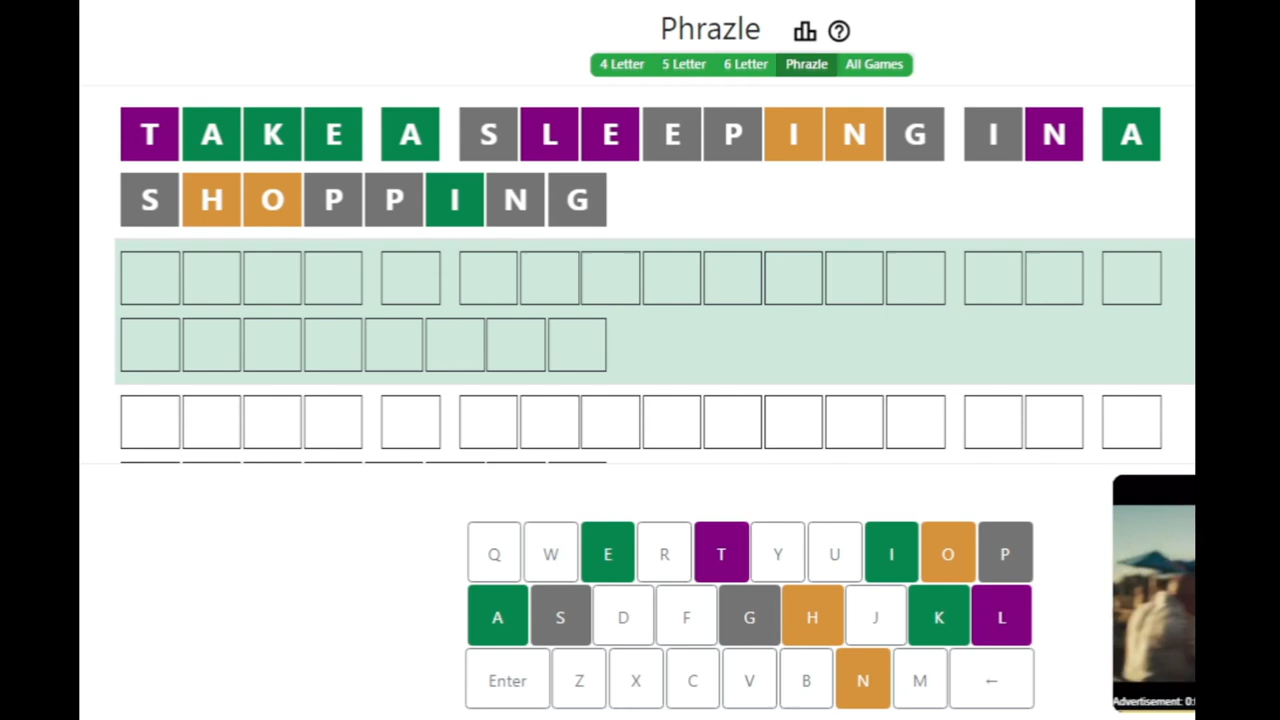 Phrazle
4 Letter 5 Letter 6 Letter Phrazle All Games
TAKE A SLEEPING IN A
SHOPPING
Q W E R T Y U I O P
A S D F G H J K L
Enter Z X C V B N M ←